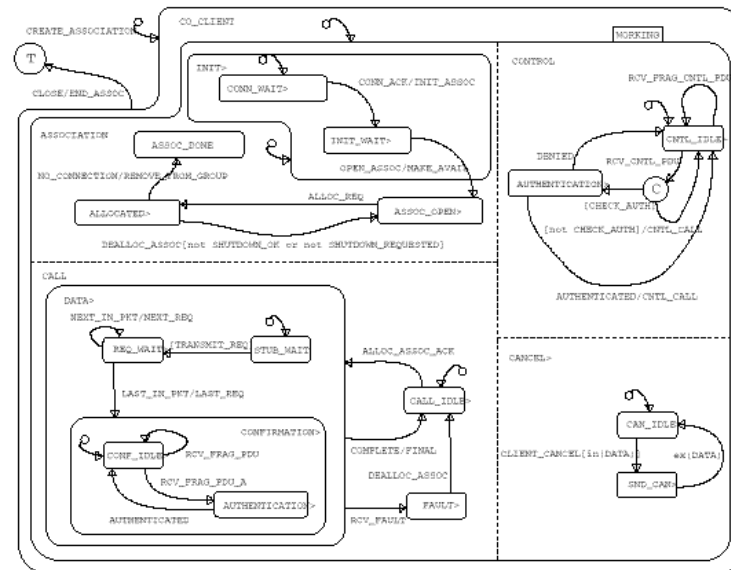 CREATE_ASSOCIATION
CO_CLIENT
WORKING
T
CLOSE/END_ASSOC
INIT>
CONN_WAIT>
CONN_ACK/INIT_ASSOC
INIT_WAIT>
OPEN_ASSOC/MAKE_AVAIL
ASSOCIATION
ASSOC_DONE
NO_CONNECTION/REMOVE_FROM_GROUP
ALLOC_REQ
ALLOCATED>
ASSOC_OPEN>
DEALLOC_ASSOC[not SHUTDOWN_OK or not SHUTDOWN_REQUESTED]
CONTROL
RCV_FRAG_CNTL_PDU
CNTL_IDLE>
DENIED
RCV_CNTL_PDU
AUTHENTICATION
C
[CHECK_AUTH]
[not CHECK_AUTH]/CNTL_CALL
AUTHENTICATED/CNTL_CALL
CALL
DATA>
NEXT_IN_PKT/NEXT_REQ
REQ_WAIT>
[TRANSMIT_REQ
STUB_WAIT
LAST_IN_PKT/LAST_REQ
CONFIRMATION>
CONF_IDLE
RCV_FRAG_PDU
RCV_FRAG_PDU_A
AUTHENTICATION>
AUTHENTICATED
ALLOC_ASSOC_ACK
CALL_IDLE>
COMPLETE/FINAL
DEALLOC_ASSOC
FAULT>
RCV_FAULT
CANCEL>
CAN_IDLE>
CLIENT_CANCEL[in(DATA)]
ex(DATA)
SND_CAN>